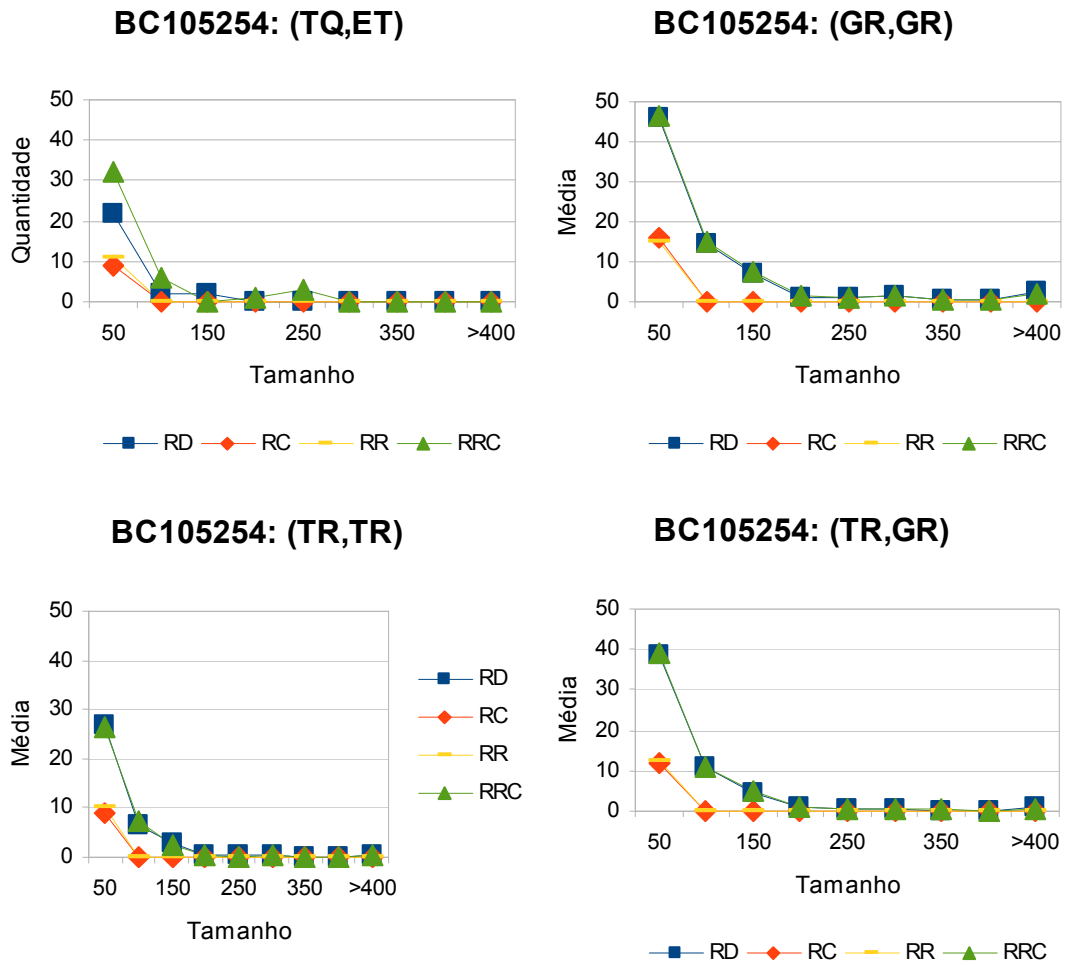 BC105254: (TQ,ET)
50
40
30
20
10
0
Quantidade
50
150
250
350
>400
Tamanho
RD
RC
RR
RRC
BC105254: (GR,GR)
50
40
30
20
10
0
Média
50
150
250
350
>400
Tamanho
RD
RC
RR
RRC
BC105254: (TR,TR)
50
40
30
20
10
0
Média
50
150
250
350
>400
Tamanho
RD
RC
RR
RRC
BC105254: (TR,GR)
50
40
30
20
10
0
Média
50
150
250
350
>400
Tamanho
RD
RC
RR
RRC